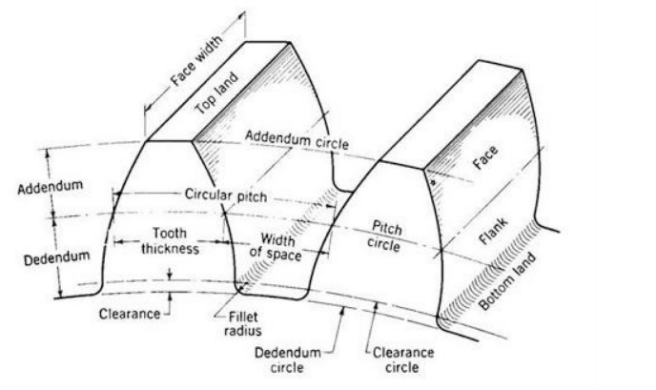 Face width
Top land
Addendum circle
Addendum
Circular pitch
Face
Dedendum
Tooth
thickness
Width
of space
Pitch
circle
Flank
Bottom land
Clearance
Fillet
radius
Dedendum
circle
Clearance
circle